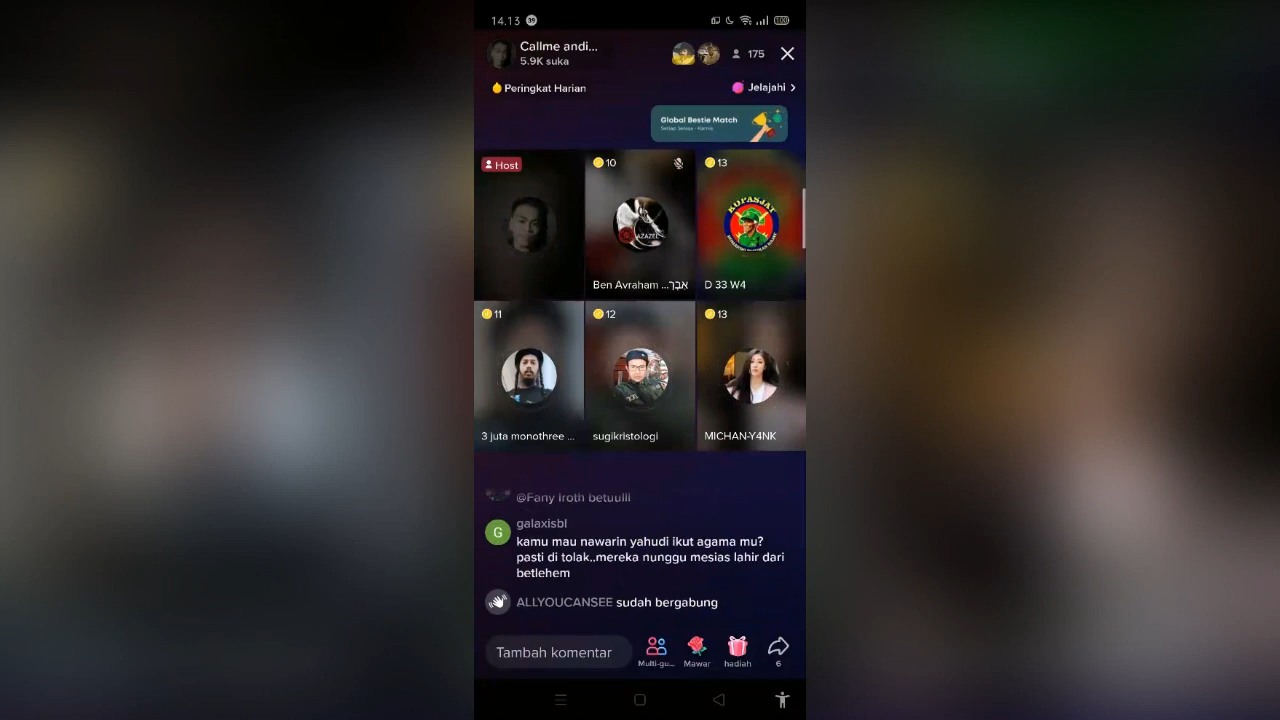 14.13
Callme andi...
5.9K suka
175
Peringkat Harian
Jelajahi
Global Bestie Match
Host
10
13
AZAZEL
KUPASJAT
Ben Avraham ...אבך
D 33 W4
11
12
13
3 juta monothree ...
sugikristologi
MICHAN-Y4NK
@Fany Iroth betuulll
G
galaxisbl
kamu mau nawarin yahudi ikut agama mu?
pasti di tolak,,mereka nunggu mesias lahir dari
betlehem
ALLYOUCANSEE sudah bergabung
Tambah komentar
Multi-gu...
Mawar
hadiah
6